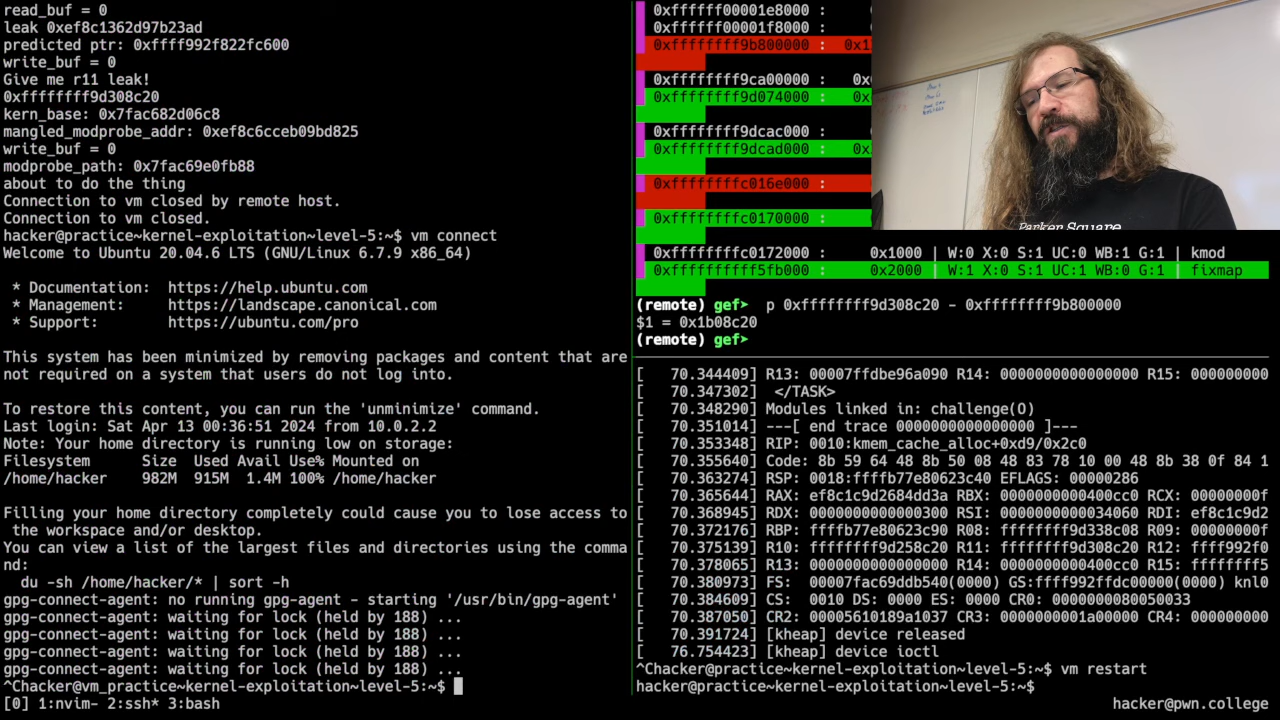 read_buf = 0
leak 0xef8c1362d97b23ad
predicted ptr: 0xffff992f822fc600
write_buf = 0
Give me r11 leak!
0xffffffff9d308c20
kern_base: 0x7fac682d06c8
mangled_modprobe_addr: 0xef8c6cceb09bd825
write_buf = 0
modprobe_path: 0x7fac69e0fb88
about to do the thing
Connection to vm closed by remote host.
Connection to vm closed.
hacker@practice~kernel-exploitation~level-5:~$ vm connect
Welcome to Ubuntu 20.04.6 LTS (GNU/Linux 6.7.9 x86_64)
* Documentation:  https://help.ubuntu.com
* Management:     https://landscape.canonical.com
* Support:        https://ubuntu.com/pro
This system has been minimized by removing packages and content that are
not required on a system that users do not log into.
To restore this content, you can run the 'unminimize' command.
Last login: Sat Apr 13 00:36:51 2024 from 10.0.2.2
Note: Your home directory is running low on storage:
Filesystem      Size  Used Avail Use% Mounted on
/home/hacker    982M  915M  1.4M 100% /home/hacker
Filling your home directory completely could cause you to lose access to
the workspace and/or desktop.
You can view a list of the largest files and directories using the comma
nd:
du -sh /home/hacker/* | sort -h
gpg-connect-agent: no running gpg-agent - starting '/usr/bin/gpg-agent'
gpg-connect-agent: waiting for lock (held by 188) ...
gpg-connect-agent: waiting for lock (held by 188) ...
gpg-connect-agent: waiting for lock (held by 188) ...
gpg-connect-agent: waiting for lock (held by 188) ...
^Chacker@vm_practice~kernel-exploitation~level-5:~$
[0] 1:nvim- 2:ssh* 3:bash
0xffffff00001e8000 :
0xffffff00001f8000 :
0xffffffff9b800000 :   0x1
0xffffffff9ca00000 :    0x
0xffffffff9d074000 :   0x
0xffffffff9dcac000 :
0xffffffff9dcad000 :   0x
0xffffffffc016e000 :
0xffffffffc0170000 :
0xffffffffc0172000 :     0x1000 | W:0 X:0 S:1 UC:0 WB:1 G:1 | kmod
0xffffffffff5fb000 :     0x2000 | W:1 X:0 S:1 UC:1 WB:0 G:1 | fixmap
(remote) gef➤  p 0xffffffff9d308c20 - 0xffffffff9b800000
$1 = 0x1b08c20
(remote) gef➤
[   70.344409] R13: 00007ffdbe96a090 R14: 0000000000000000 R15: 000000000
[   70.347302]  </TASK>
[   70.348290] Modules linked in: challenge(O)
[   70.351014] ---[ end trace 0000000000000000 ]---
[   70.353348] RIP: 0010:kmem_cache_alloc+0xd9/0x2c0
[   70.355640] Code: 8b 59 64 48 8b 50 08 48 83 78 10 00 48 8b 38 0f 84 1
[   70.363274] RSP: 0018:ffffb77e80623c40 EFLAGS: 00000286
[   70.365644] RAX: ef8c1c9d2684dd3a RBX: 0000000000400cc0 RCX: 00000000f
[   70.368945] RDX: 0000000000000300 RSI: 0000000000034060 RDI: ef8c1c9d2
[   70.372176] RBP: ffffb77e80623c90 R08: ffffffff9d338c08 R09: 00000000f
[   70.375139] R10: ffffffff9d258c20 R11: ffffffff9d308c20 R12: ffff992f0
[   70.378065] R13: 0000000000000000 R14: 0000000000400cc0 R15: ffffffff5
[   70.380973] FS:  00007fac69ddb540(0000) GS:ffff992ffdc00000(0000) knl0
[   70.384609] CS:  0010 DS: 0000 ES: 0000 CR0: 0000000080050033
[   70.387050] CR2: 00005610189a1037 CR3: 0000000001a00000 CR4: 000000000
[   70.391724] [kheap] device released
[   76.754423] [kheap] device ioctl
^Chacker@practice~kernel-exploitation~level-5:~$ vm restart
hacker@practice~kernel-exploitation~level-5:~$
hacker@pwn.college
Parker Square